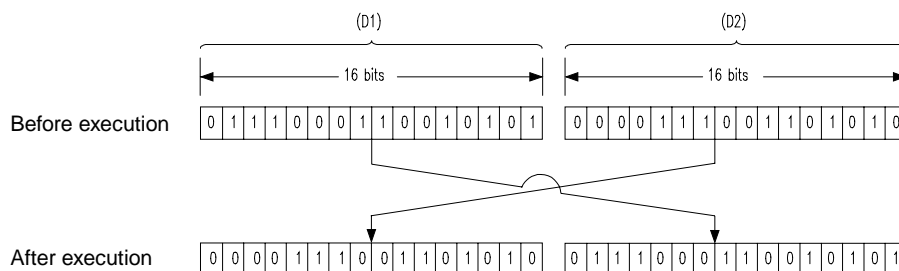 (D1) (D2)
16 bits 16 bits
Before execution 0 1 1 1 0 0 0 1 1 0 0 1 0 1 0 1 0 0 0 0 1 1 1 0 0 1 1 0 1 0 1 0
After execution 0 0 0 0 1 1 1 0 0 1 1 0 1 0 1 0 0 1 1 1 0 0 0 1 1 0 0 1 0 1 0 1